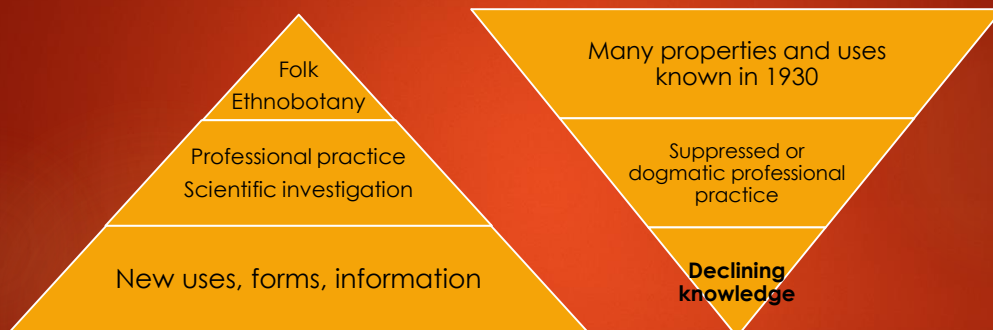 Folk
Ethnobotany
Professional practice
Scientific investigation
New uses, forms, information
Many properties and uses
known in 1930
Suppressed or
dogmatic professional
practice
Declining
knowledge